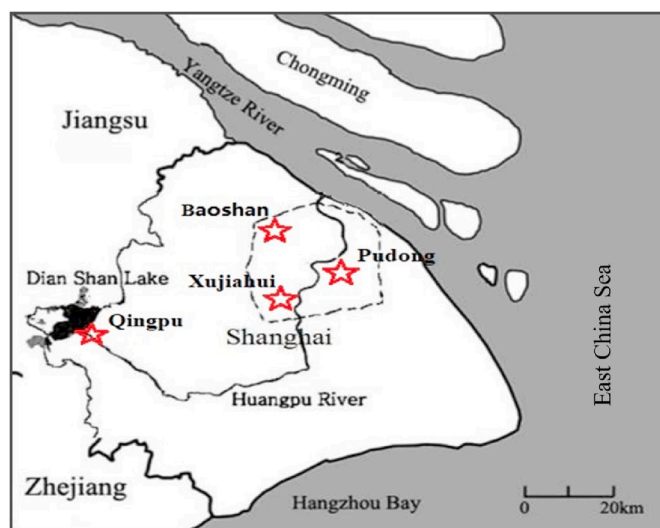 Chongming
Yangtze River
Jiangsu
Baoshan
Pudong
Dian Shan Lake
Xujiahui
Qingpu
Shanghai
Huangpu River
East China Sea
Zhejiang
Hangzhou Bay
0 20km